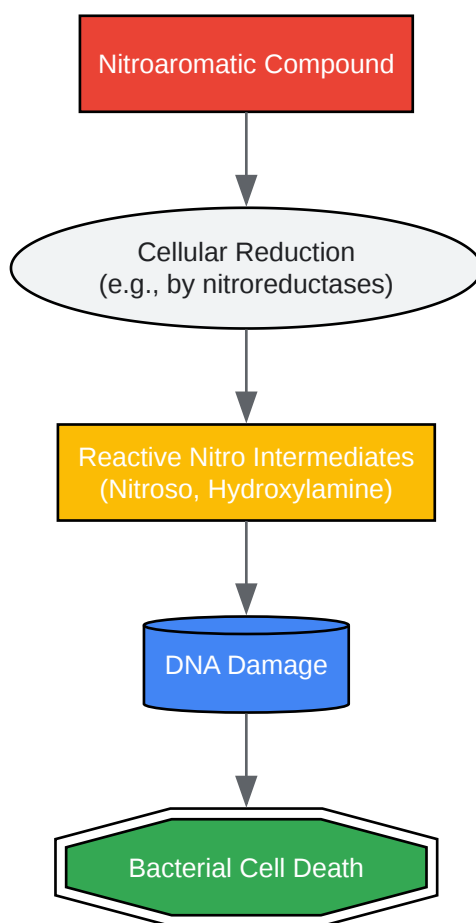 Nitroaromatic Compound
Cellular Reduction
(e.g., by nitroreductases)
Reactive Nitro Intermediates
(Nitroso, Hydroxylamine)
DNA Damage
Bacterial Cell Death